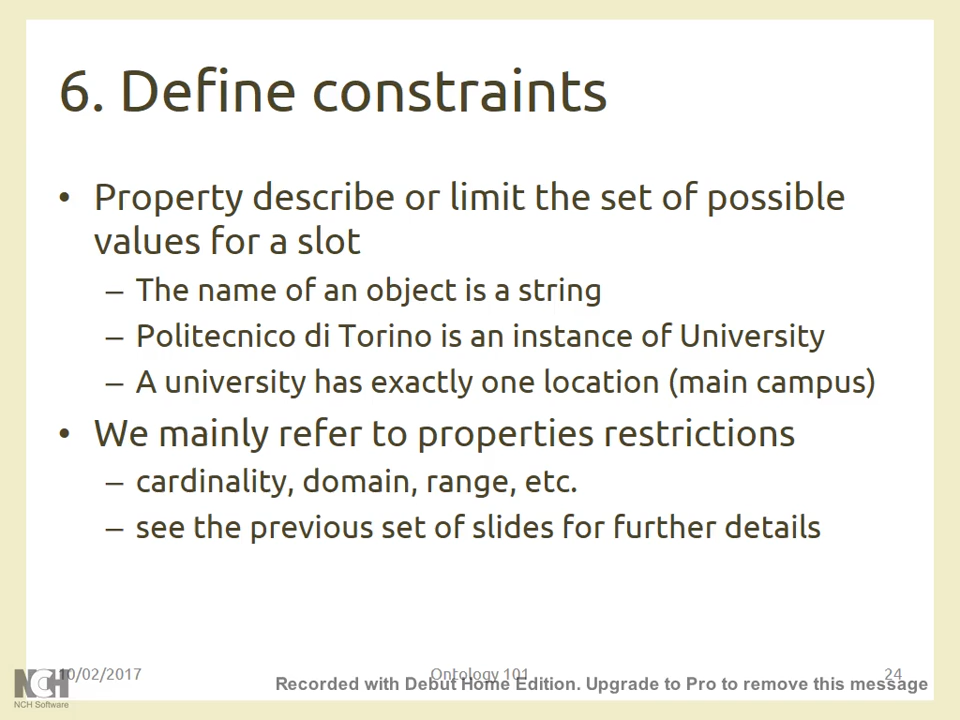 6. Define constraints
• Property describe or limit the set of possible
values for a slot
– The name of an object is a string
– Politecnico di Torino is an instance of University
– A university has exactly one location (main campus)
• We mainly refer to properties restrictions
– cardinality, domain, range, etc.
– see the previous set of slides for further details
10/02/2017 Ontology 101 24
Recorded with Debut Home Edition. Upgrade to Pro to remove this message
NCH
NCH Software